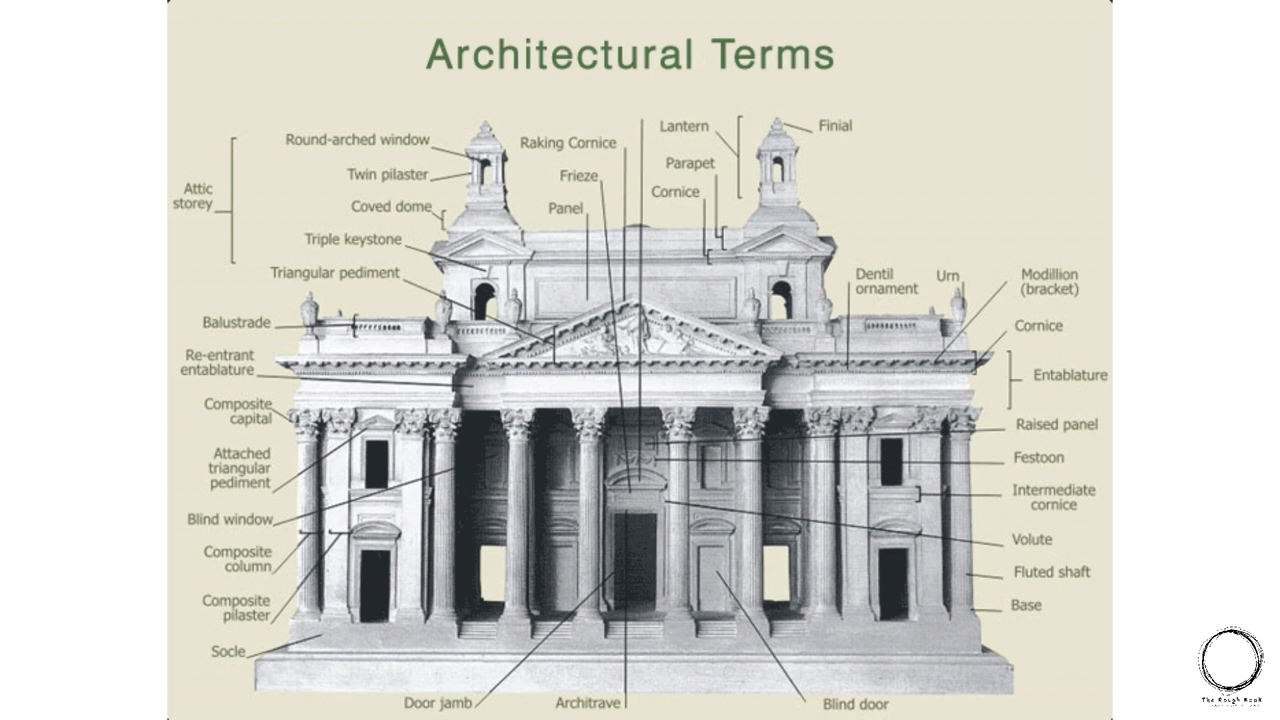 Architectural Terms
Round-arched window
Twin pilaster
Attic
storey
Coved dome
Triple keystone
Triangular pediment
Balustrade
Re-entrant
entablature
Composite
capital
Attached
triangular
pediment
Blind window
Composite
column
Composite
pilaster
Socle
Raking Cornice
Frieze
Panel
Lantern
Finial
Parapet
Cornice
Dentil
ornament
Urn
Modillion
(bracket)
Cornice
Entablature
Raised panel
Festoon
Intermediate
cornice
Volute
Fluted shaft
Base
Door jamb
Architrave
Blind door
The Rough Book